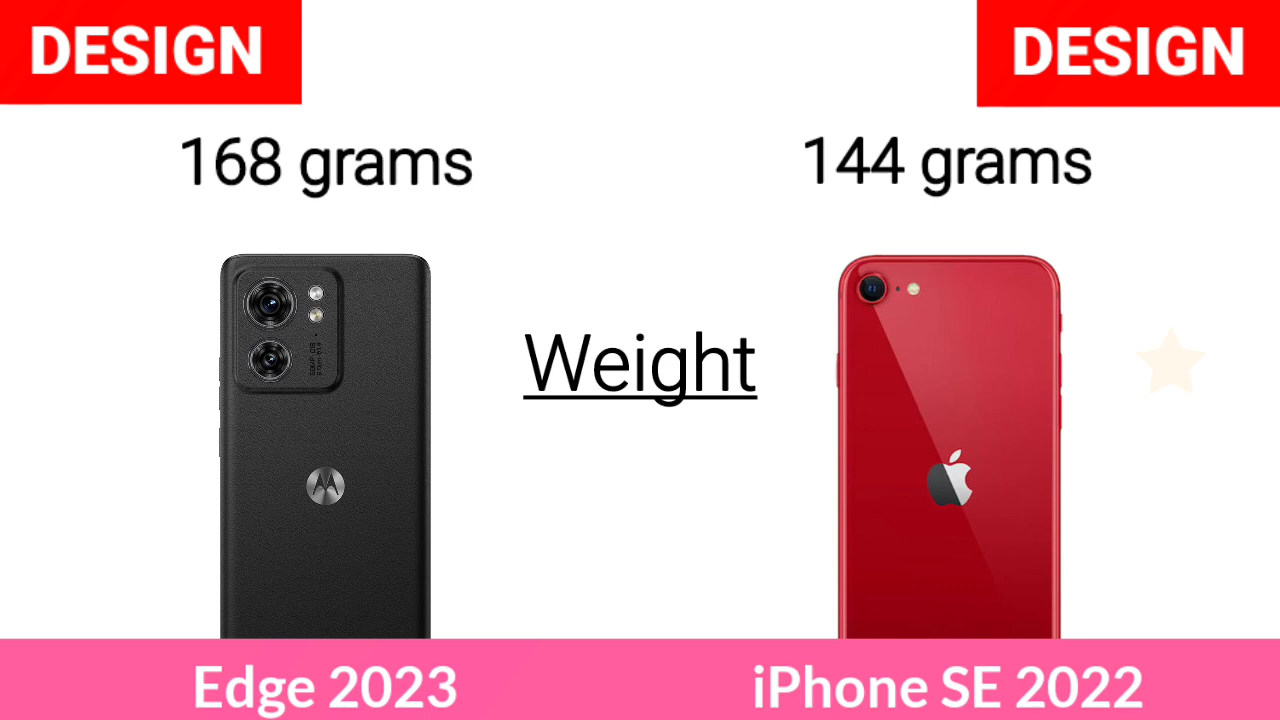 DESIGN
DESIGN
168 grams
144 grams
Weight
Edge 2023
iPhone SE 2022